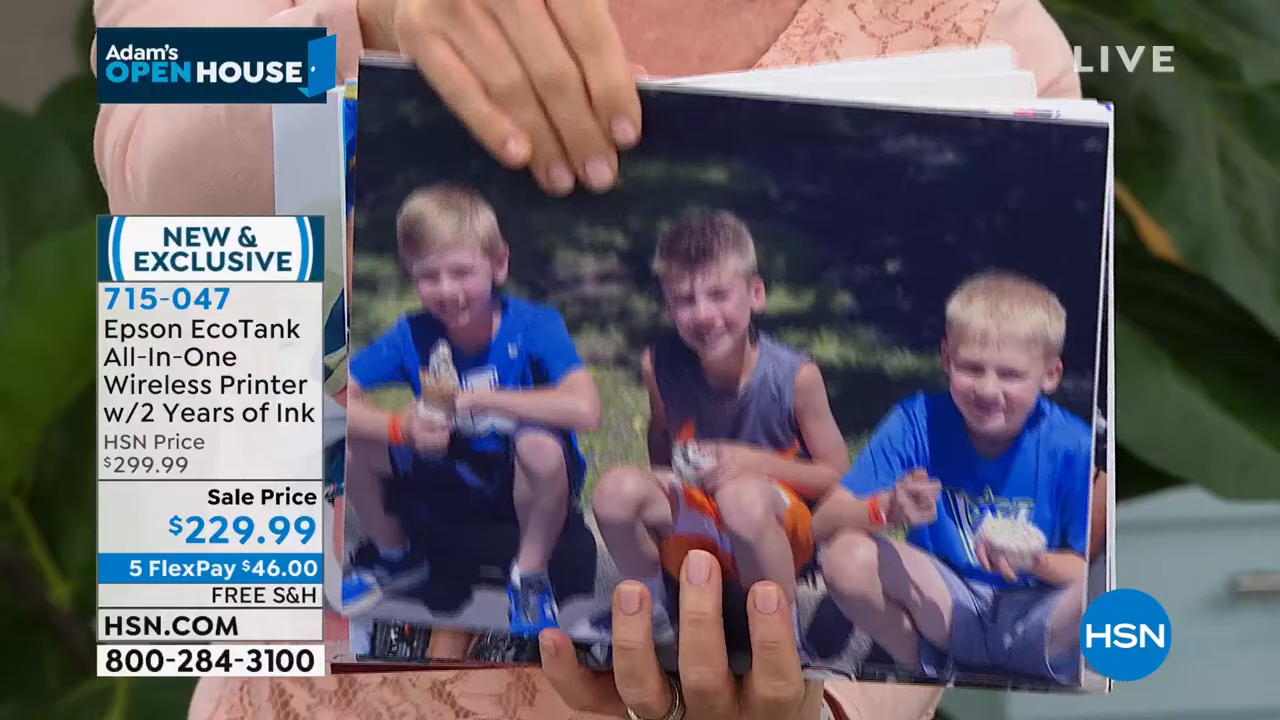 Adam's
OPEN HOUSE
LIVE
NEW &
EXCLUSIVE
715-047
Epson EcoTank
All-In-One
Wireless Printer
w/2 Years of Ink
HSN Price
$299.99
Sale Price
$229.99
5 FlexPay $46.00
FREE S&H
HSN.COM
800-284-3100
HSN